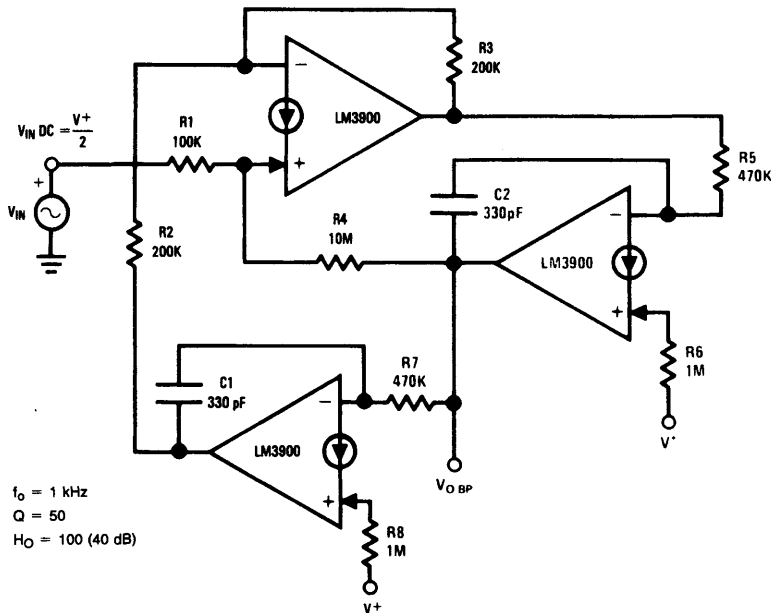 R3
200K
V_IN DC = V+/2
R1
100K
−
LM3900
+
R5
470K
+
V_IN
C2
330pF
−
R4
10M
R2
200K
LM3900
+
R6
1M
R7
470K
C1
330 pF
−
V+
LM3900
V_O BP
+
f_o = 1 kHz
Q = 50
H_O = 100 (40 dB)
R8
1M
V+